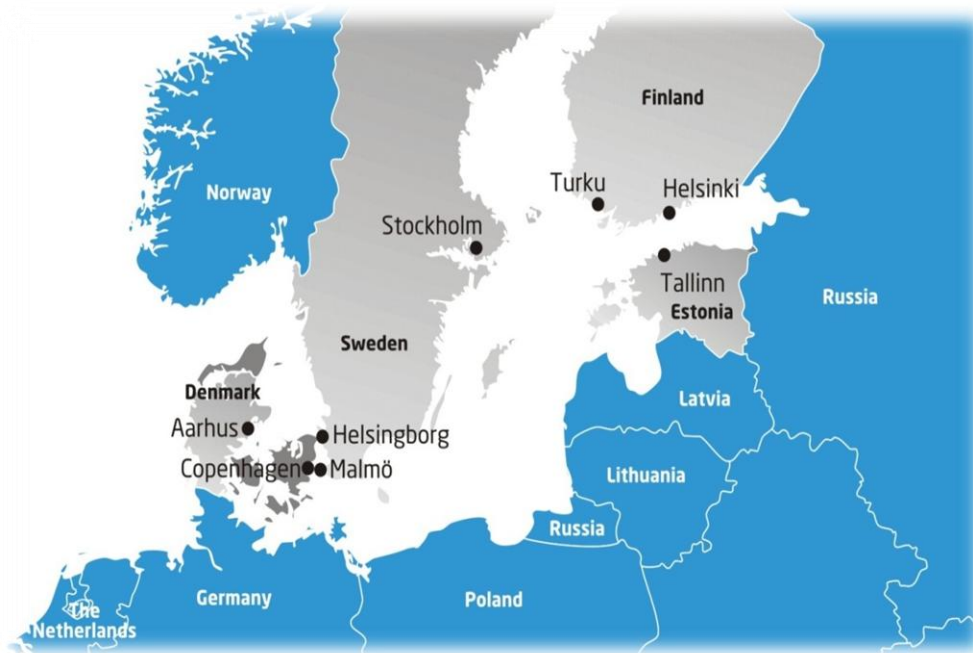 Finland
Turku
Helsinki
Norway
Stockholm
Tallinn
Estonia
Russia
Sweden
Denmark
Latvia
Aarhus
Helsingborg
Copenhagen
Malmö
Lithuania
Russia
Germany
Poland
The
Netherlands